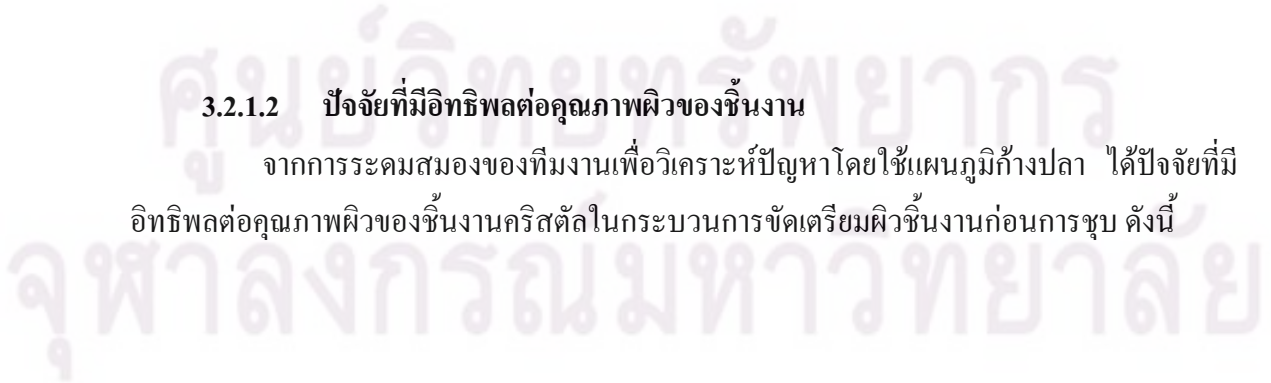 ศูนย์วิทยทรัพยากร
3.2.1.2 ปัจจัยที่มีอิทธิพลต่อคุณภาพผิวของชิ้นงาน
จากการระดมสมองของทีมงานเพื่อวิเคราะห์ปัญหาโดยใช้แผนภูมิก้างปลา ได้ปัจจัยที่มี
อิทธิพลต่อคุณภาพผิวของชิ้นงานคริสตัลในกระบวนการขัดเตรียมผิวชิ้นงานก่อนการชุบ ดังนี้
จุฬาลงกรณ์มหาวิทยาลัย